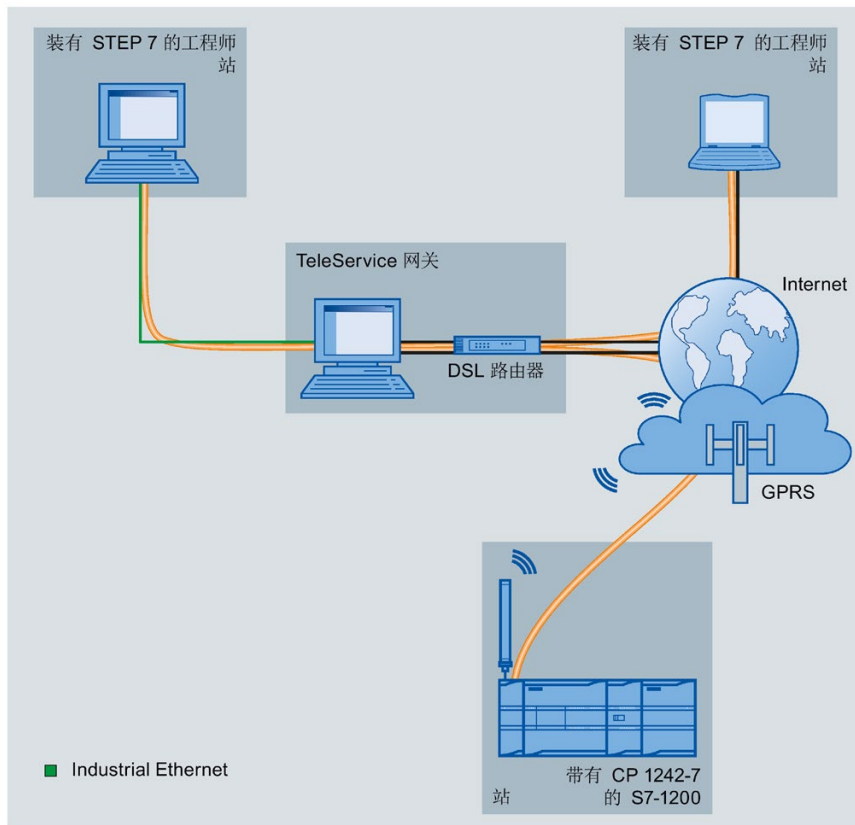 装有 STEP 7 的工程师
站
装有 STEP 7 的工程师
站
TeleService 网关
Internet
DSL 路由器
GPRS
Industrial Ethernet
带有 CP 1242-7
站 的 S7-1200